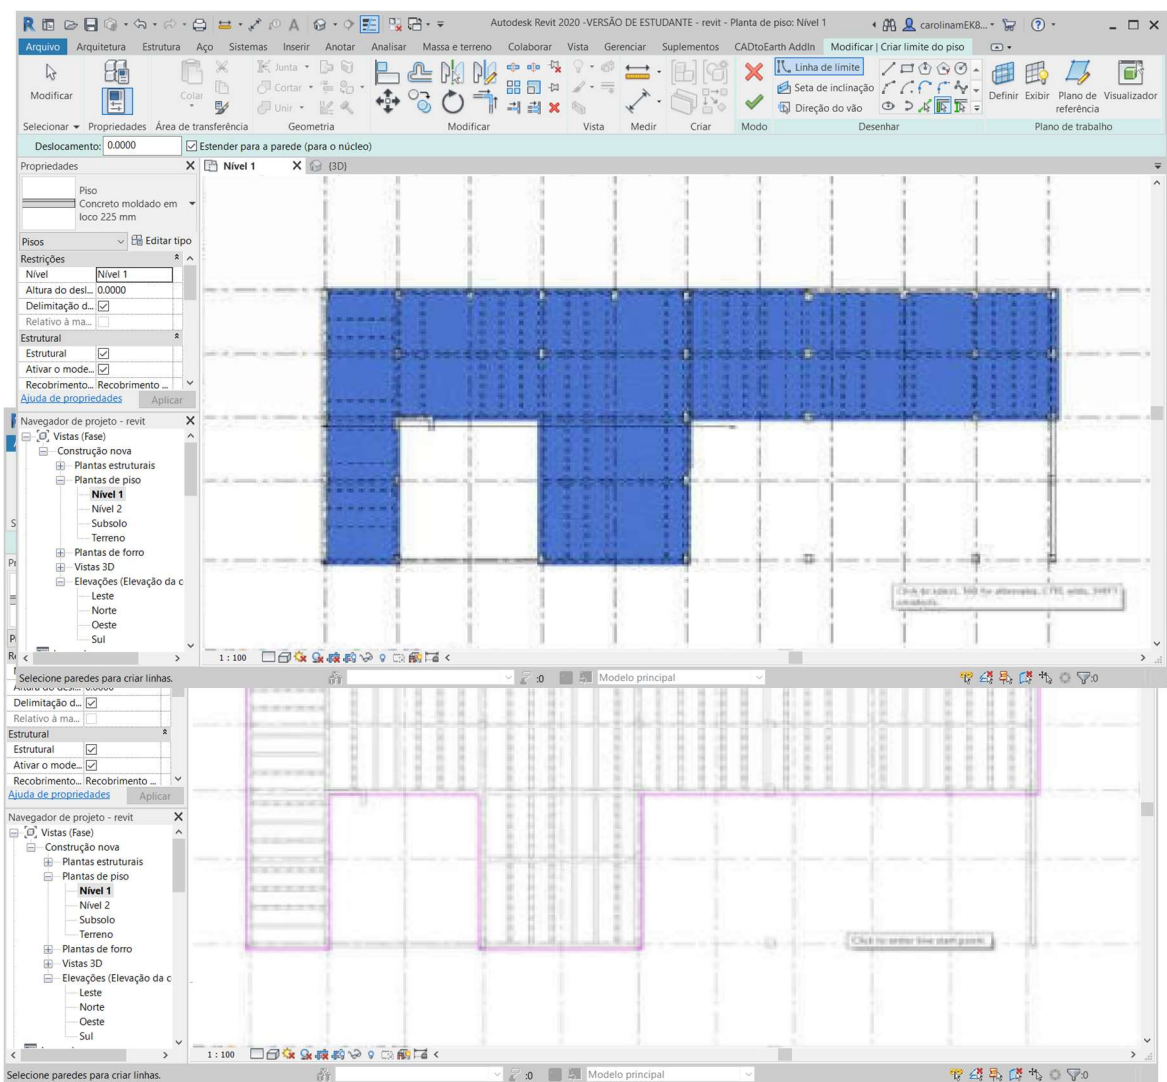 Autodesk Revit 2020 -VERSÃO DE ESTUDANTE - revit - Planta de piso: Nível 1
carolinamEK8...
Arquivo Arquitetura Estrutura Aço Sistemas Inserir Anotar Analisar Massa e terreno Colaborar Vista Gerenciar Suplementos CADtoEarth AddIn Modificar | Criar limite do piso
Modificar
Colar
Junta
Cortar
Unir
Linha de limite
Seta de inclinação
Direção do vão
Definir Exibir Plano de referência Visualizador
Selecionar Propriedades Área de transferência Geometria Modificar Vista Medir Criar Modo Desenhar Plano de trabalho
Deslocamento: 0.0000 Estender para a parede (para o núcleo)
Propriedades X
Nível 1 X {3D}
Piso
Concreto moldado em
loco 225 mm
Pisos Editar tipo
Restrições
Nível Nível 1
Altura do desl... 0.0000
Delimitação d...
Relativo à ma...
Estrutural
Estrutural
Ativar o mode...
Recobrimento... Recobrimento ...
Ajuda de propriedades Aplicar
Navegador de projeto - revit X
Vistas (Fase)
Construção nova
Plantas estruturais
Plantas de piso
Nível 1
Nível 2
Subsolo
Terreno
Plantas de forro
Vistas 3D
Elevações (Elevação da c
Leste
Norte
Oeste
Sul
1 : 100
Selecione paredes para criar linhas. :0 Modelo principal :0
Delimitação d...
Relativo à ma...
Estrutural
Estrutural
Ativar o mode...
Recobrimento... Recobrimento ...
Ajuda de propriedades Aplicar
Navegador de projeto - revit X
Vistas (Fase)
Construção nova
Plantas estruturais
Plantas de piso
Nível 1
Nível 2
Subsolo
Terreno
Plantas de forro
Vistas 3D
Elevações (Elevação da c
Leste
Norte
Oeste
Sul
Click to enter line start point.
1 : 100
Selecione paredes para criar linhas. :0 Modelo principal :0